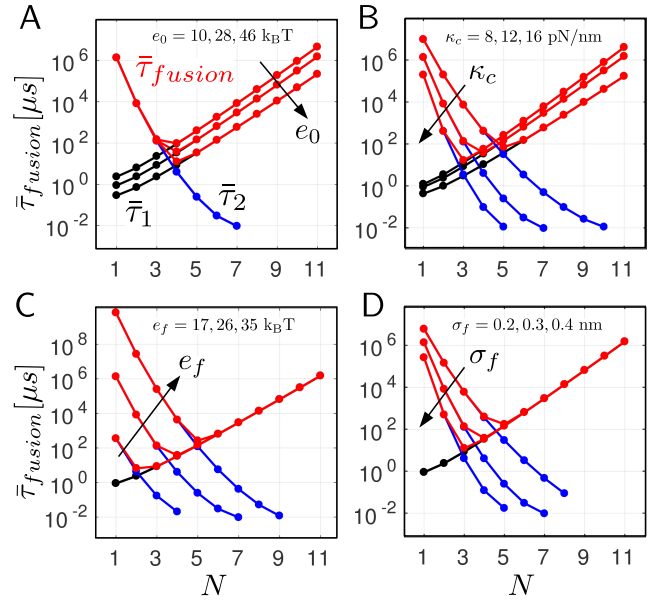 A
e₀ = 10, 28, 46 k_BT
τ̄_fusion
e₀
τ̄₁
τ̄₂
τ̄_fusion[μs]
10⁶
10⁴
10²
10⁰
10⁻²
1 3 5 7 9 11
B
κ_c = 8, 12, 16 pN/nm
κ_c
10⁶
10⁴
10²
10⁰
10⁻²
1 3 5 7 9 11
C
e_f = 17, 26, 35 k_BT
e_f
τ̄_fusion[μs]
10⁸
10⁶
10⁴
10²
10⁰
10⁻²
1 3 5 7 9 11
N
D
σ_f = 0.2, 0.3, 0.4 nm
σ_f
10⁶
10⁴
10²
10⁰
10⁻²
1 3 5 7 9 11
N